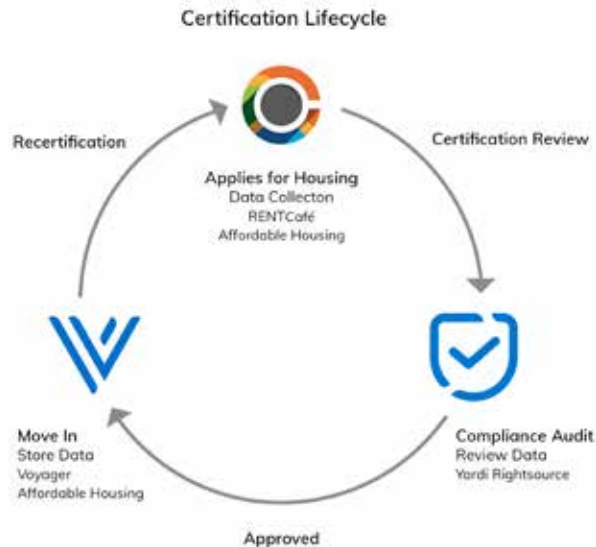 Certification Lifecycle
Recertification
Certification Review
Applies for Housing
Data Collecton
RENTCafé
Affordable Housing
Move In
Store Data
Voyager
Affordable Housing
Compliance Audit
Review Data
Yardi Rightsource
Approved